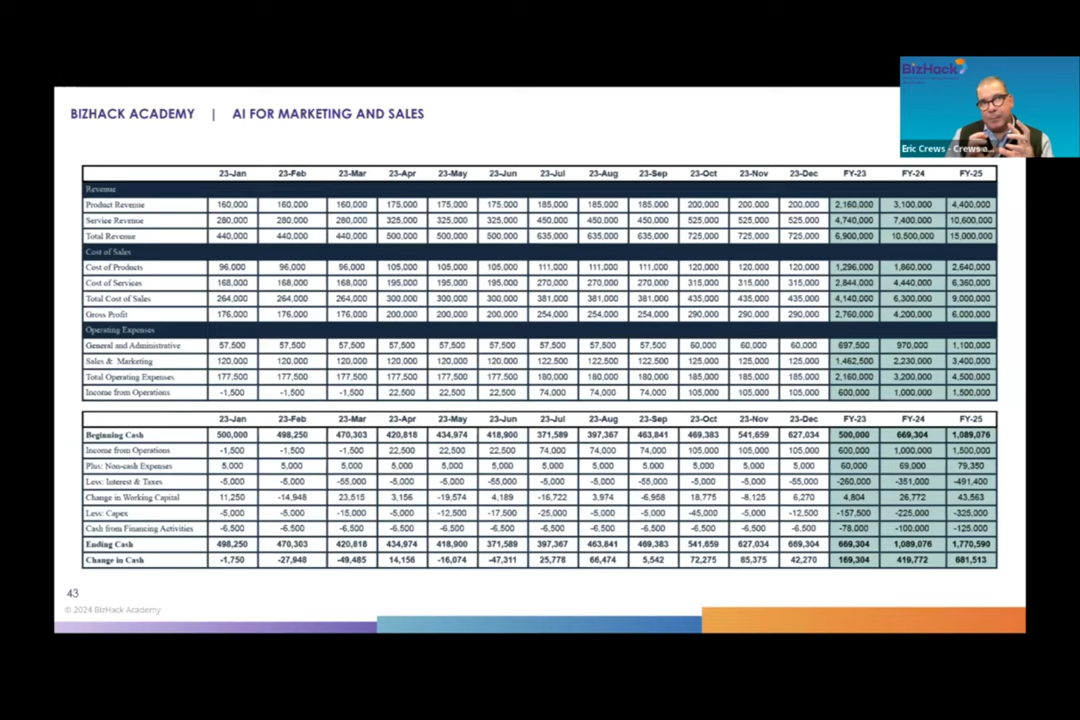 BizHack
Eric Crews - Crews a...
BIZHACK ACADEMY | AI FOR MARKETING AND SALES
23-Jan 23-Feb 23-Mar 23-Apr 23-May 23-Jun 23-Jul 23-Aug 23-Sep 23-Oct 23-Nov 23-Dec FY-23 FY-24 FY-25
Revenue
Product Revenue 160,000 160,000 160,000 175,000 175,000 175,000 185,000 185,000 185,000 200,000 200,000 200,000 2,160,000 3,100,000 4,400,000
Service Revenue 280,000 280,000 280,000 325,000 325,000 325,000 450,000 450,000 450,000 525,000 525,000 525,000 4,740,000 7,400,000 10,600,000
Total Revenue 440,000 440,000 440,000 500,000 500,000 500,000 635,000 635,000 635,000 725,000 725,000 725,000 6,900,000 10,500,000 15,000,000
Cost of Sales
Cost of Products 96,000 96,000 96,000 105,000 105,000 105,000 111,000 111,000 111,000 120,000 120,000 120,000 1,296,000 1,860,000 2,640,000
Cost of Services 168,000 168,000 168,000 195,000 195,000 195,000 270,000 270,000 270,000 315,000 315,000 315,000 2,844,000 4,440,000 6,360,000
Total Cost of Sales 264,000 264,000 264,000 300,000 300,000 300,000 381,000 381,000 381,000 435,000 435,000 435,000 4,140,000 6,300,000 9,000,000
Gross Profit 176,000 176,000 176,000 200,000 200,000 200,000 254,000 254,000 254,000 290,000 290,000 290,000 2,760,000 4,200,000 6,000,000
Operating Expenses
General and Administrative 57,500 57,500 57,500 57,500 57,500 57,500 57,500 57,500 57,500 60,000 60,000 60,000 697,500 970,000 1,100,000
Sales & Marketing 120,000 120,000 120,000 120,000 120,000 120,000 122,500 122,500 122,500 125,000 125,000 125,000 1,462,500 2,230,000 3,400,000
Total Operating Expenses 177,500 177,500 177,500 177,500 177,500 177,500 180,000 180,000 180,000 185,000 185,000 185,000 2,160,000 3,200,000 4,500,000
Income from Operations -1,500 -1,500 -1,500 22,500 22,500 22,500 74,000 74,000 74,000 105,000 105,000 105,000 600,000 1,000,000 1,500,000
23-Jan 23-Feb 23-Mar 23-Apr 23-May 23-Jun 23-Jul 23-Aug 23-Sep 23-Oct 23-Nov 23-Dec FY-23 FY-24 FY-25
Beginning Cash 500,000 498,250 470,303 420,818 434,974 418,900 371,589 397,367 463,841 469,383 541,659 627,034 500,000 669,304 1,089,076
Income from Operations -1,500 -1,500 -1,500 22,500 22,500 22,500 74,000 74,000 74,000 105,000 105,000 105,000 600,000 1,000,000 1,500,000
Plus: Non-cash Expenses 5,000 5,000 5,000 5,000 5,000 5,000 5,000 5,000 5,000 5,000 5,000 5,000 60,000 69,000 79,350
Less: Interest & Taxes -5,000 -5,000 -55,000 -5,000 -5,000 -55,000 -5,000 -5,000 -55,000 -5,000 -5,000 -55,000 -260,000 -351,000 -491,400
Change in Working Capital 11,250 -14,948 23,515 3,156 -19,574 4,189 -16,722 3,974 -6,958 18,775 -8,125 6,270 4,804 26,772 43,563
Less: Capex -5,000 -5,000 -15,000 -5,000 -12,500 -17,500 -25,000 -5,000 -5,000 -45,000 -5,000 -12,500 -157,500 -225,000 -325,000
Cash from Financing Activities -6,500 -6,500 -6,500 -6,500 -6,500 -6,500 -6,500 -6,500 -6,500 -6,500 -6,500 -6,500 -78,000 -100,000 -125,000
Ending Cash 498,250 470,303 420,818 434,974 418,900 371,589 397,367 463,841 469,383 541,659 627,034 669,304 669,304 1,089,076 1,770,590
Change in Cash -1,750 -27,948 -49,485 14,156 -16,074 -47,311 25,778 66,474 5,542 72,275 85,375 42,270 169,304 419,772 681,513
43
© 2024 BizHack Academy